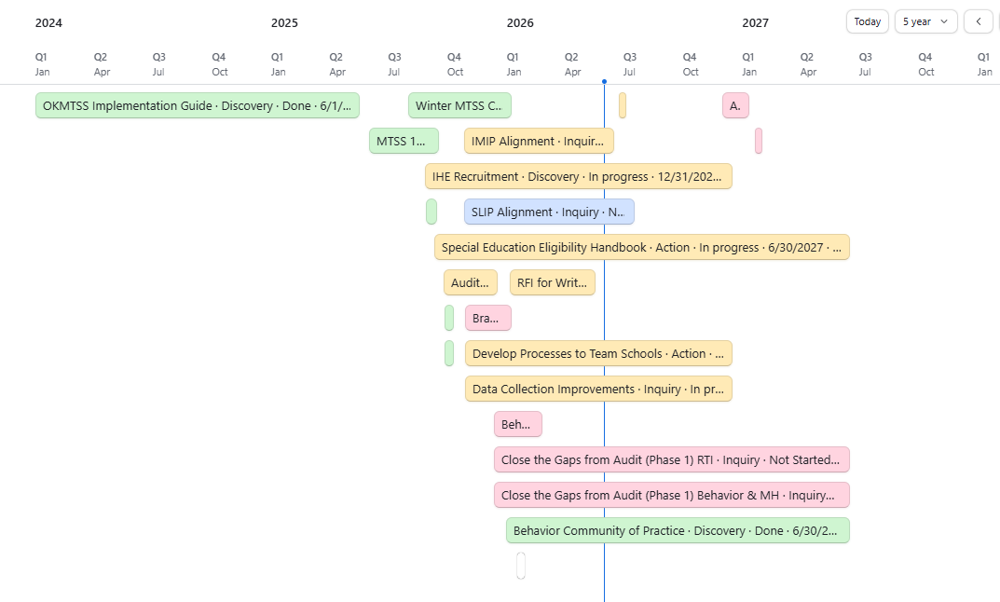 2024 2025 2026 2027 Today 5 year
Q1 Q2 Q3 Q4 Q1 Q2 Q3 Q4 Q1 Q2 Q3 Q4 Q1 Q2 Q3 Q4 Q1
Jan Apr Jul Oct Jan Apr Jul Oct Jan Apr Jul Oct Jan Apr Jul Oct Jan
OKMTSS Implementation Guide · Discovery · Done · 6/1/... Winter MTSS C... A.
MTSS 1... IMIP Alignment · Inquir...
IHE Recruitment · Discovery · In progress · 12/31/202...
SLIP Alignment · Inquiry · N...
Special Education Eligibility Handbook · Action · In progress · 6/30/2027 · ...
Audit... RFI for Writ...
Bra...
Develop Processes to Team Schools · Action · ...
Data Collection Improvements · Inquiry · In pr...
Beh...
Close the Gaps from Audit (Phase 1) RTI · Inquiry · Not Started...
Close the Gaps from Audit (Phase 1) Behavior & MH · Inquiry...
Behavior Community of Practice · Discovery · Done · 6/30/2...